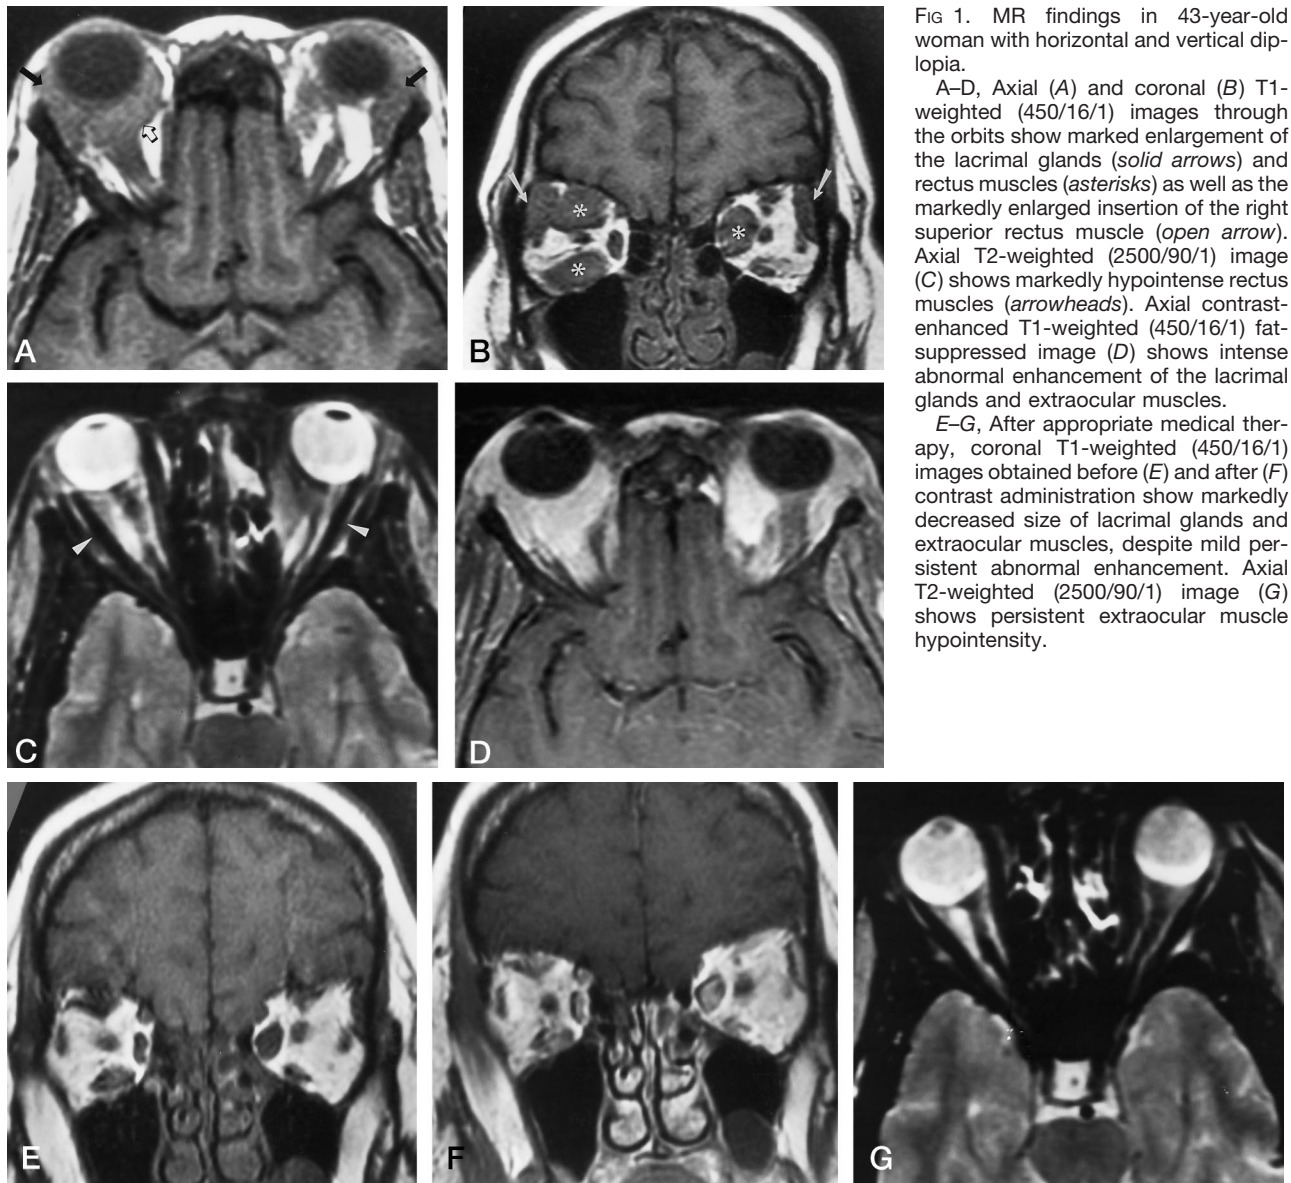 FIG 1. MR findings in 43-year-old
woman with horizontal and vertical dip-
lopia.
A–D, Axial (A) and coronal (B) T1-
weighted (450/16/1) images through
the orbits show marked enlargement of
the lacrimal glands (solid arrows) and
rectus muscles (asterisks) as well as the
markedly enlarged insertion of the right
superior rectus muscle (open arrow).
Axial T2-weighted (2500/90/1) image
(C) shows markedly hypointense rectus
muscles (arrowheads). Axial contrast-
enhanced T1-weighted (450/16/1) fat-
suppressed image (D) shows intense
abnormal enhancement of the lacrimal
glands and extraocular muscles.
E–G, After appropriate medical ther-
apy, coronal T1-weighted (450/16/1)
images obtained before (E) and after (F)
contrast administration show markedly
decreased size of lacrimal glands and
extraocular muscles, despite mild per-
sistent abnormal enhancement. Axial
T2-weighted (2500/90/1) image (G)
shows persistent extraocular muscle
hypointensity.
A
*
*
*
B
C
D
E
F
G